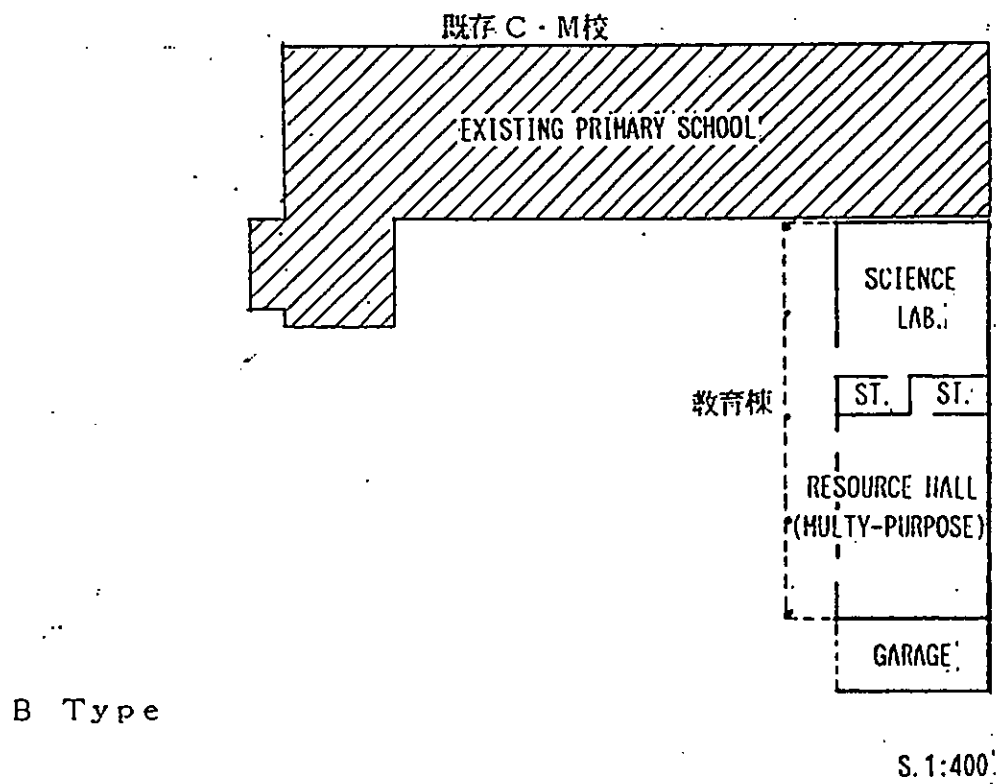 既存 C・M校
EXISTING PRIMARY SCHOOL
SCIENCE
LAB.
教育棟
ST.
ST.
RESOURCE HALL
(MULTY-PURPOSE)
GARAGE
B Type
S. 1:400